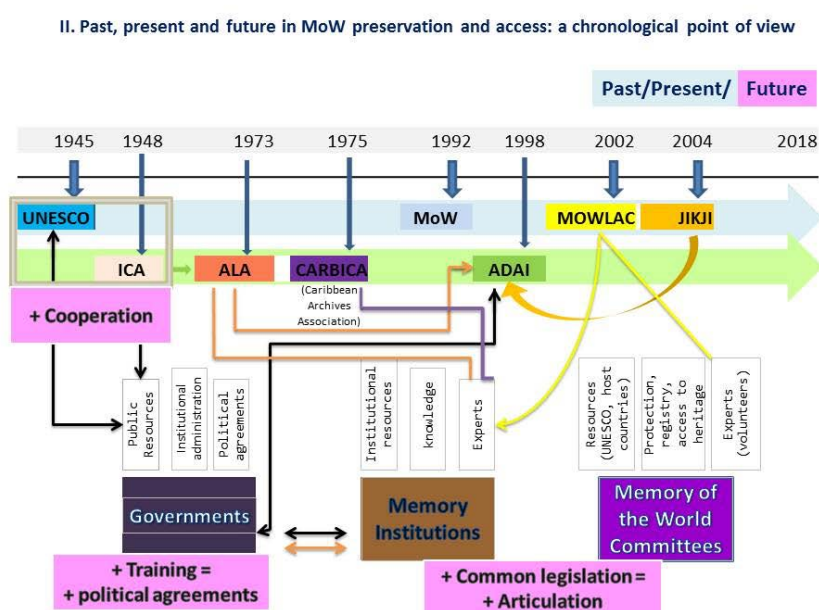 II. Past, present and future in MoW preservation and access: a chronological point of view
Past/Present/ Future
1945 1948 1973 1975 1992 1998 2002 2004 2018
UNESCO MoW MOWLAC JIKJI
ICA ALA CARBICA ADAI
(Caribbean
Archives
Association)
+ Cooperation
Public
Resources
Institutional
administration
Political
agreements
Institutional
resources
knowledge
Experts
Resources
(UNESCO, host
countries)
Protection,
registry,
access to
heritage
Experts
(volunteers)
Governments
Memory
Institutions
Memory of
the World
Committees
+ Training =
+ political agreements
+ Common legislation =
+ Articulation